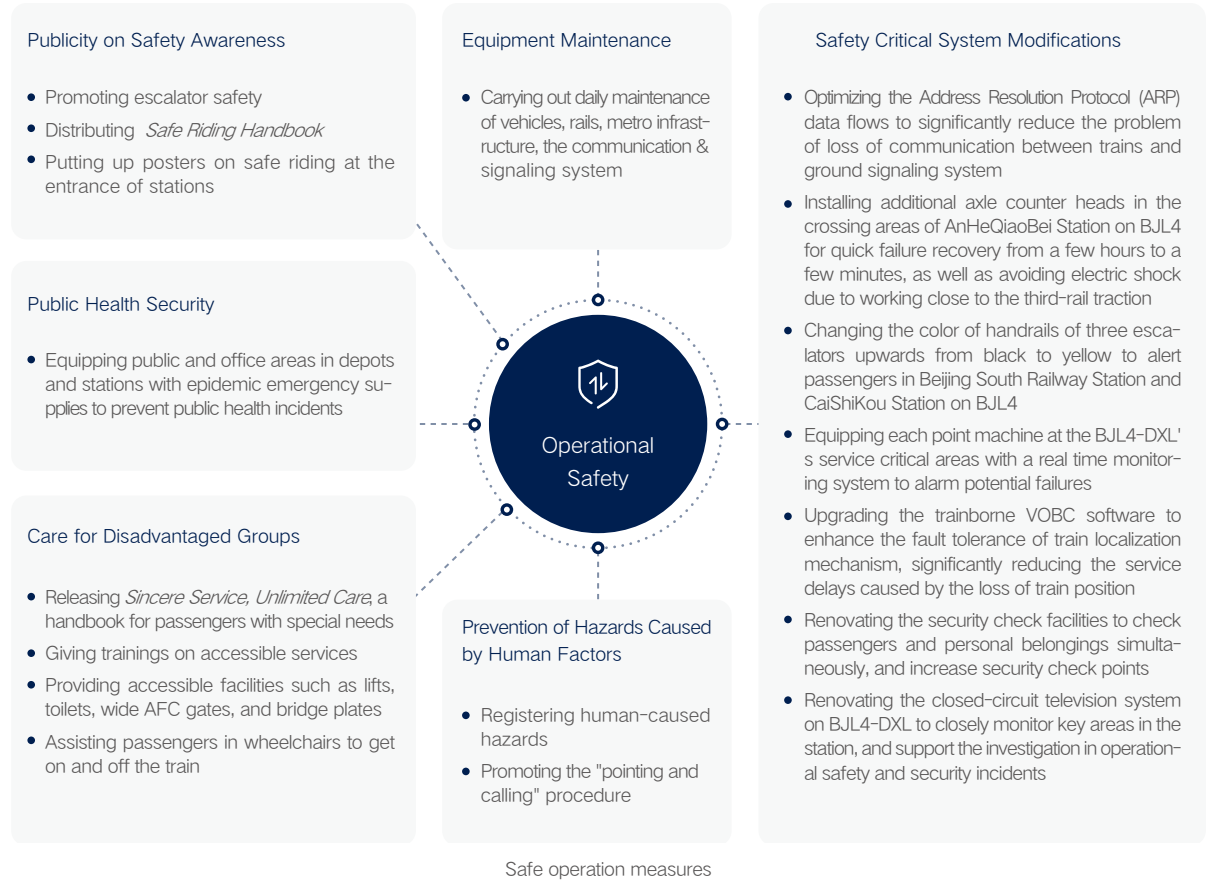 Publicity on Safety Awareness
Promoting escalator safety
Distributing Safe Riding Handbook
Putting up posters on safe riding at the
entrance of stations
Public Health Security
Equipping public and office areas in depots
and stations with epidemic emergency su-
pplies to prevent public health incidents
Care for Disadvantaged Groups
Releasing Sincere Service, Unlimited Care, a
handbook for passengers with special needs
Giving trainings on accessible services
Providing accessible facilities such as lifts,
toilets, wide AFC gates, and bridge plates
Assisting passengers in wheelchairs to get
on and off the train
Equipment Maintenance
Carrying out daily maintenance
of vehicles, rails, metro infrast-
ructure, the communication &
signaling system
Operational
Safety
Prevention of Hazards Caused
by Human Factors
Registering human-caused
hazards
Promoting the "pointing and
calling" procedure
Safety Critical System Modifications
Optimizing the Address Resolution Protocol (ARP)
data flows to significantly reduce the problem
of loss of communication between trains and
ground signaling system
Installing additional axle counter heads in the
crossing areas of AnHeQiaoBei Station on BJL4
for quick failure recovery from a few hours to a
few minutes, as well as avoiding electric shock
due to working close to the third-rail traction
Changing the color of handrails of three esca-
lators upwards from black to yellow to alert
passengers in Beijing South Railway Station and
CaiShiKou Station on BJL4
Equipping each point machine at the BJL4-DXL'
s service critical areas with a real time monitor-
ing system to alarm potential failures
Upgrading the trainborne VOBC software to
enhance the fault tolerance of train localization
mechanism, significantly reducing the service
delays caused by the loss of train position
Renovating the security check facilities to check
passengers and personal belongings simulta-
neously, and increase security check points
Renovating the closed-circuit television system
on BJL4-DXL to closely monitor key areas in the
station, and support the investigation in operation-
al safety and security incidents
Safe operation measures